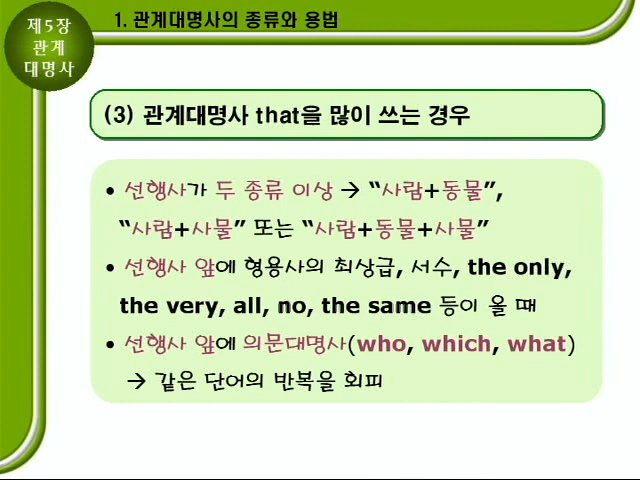 제5장
관계
대명사
1. 관계대명사의 종류와 용법
(3) 관계대명사 that을 많이 쓰는 경우
• 선행사가 두 종류 이상 → “사람+동물”,
“사람+사물” 또는 “사람+동물+사물”
• 선행사 앞에 형용사의 최상급, 서수, the only,
the very, all, no, the same 등이 올 때
• 선행사 앞에 의문대명사(who, which, what)
→ 같은 단어의 반복을 회피